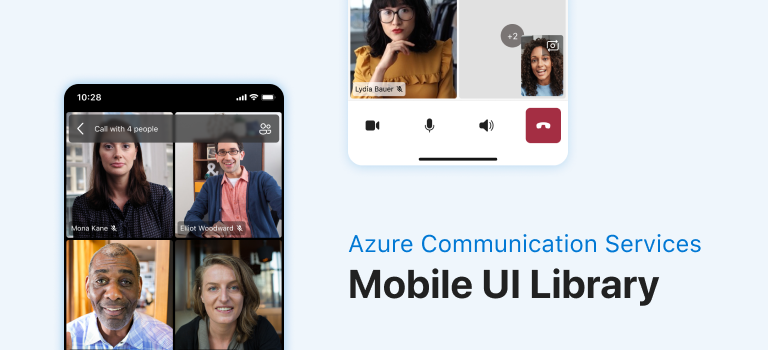 10:28
Call with 4 people
Mona Kane
Elliot Woodward
&
+2
Lydia Bauer
Azure Communication Services
Mobile UI Library